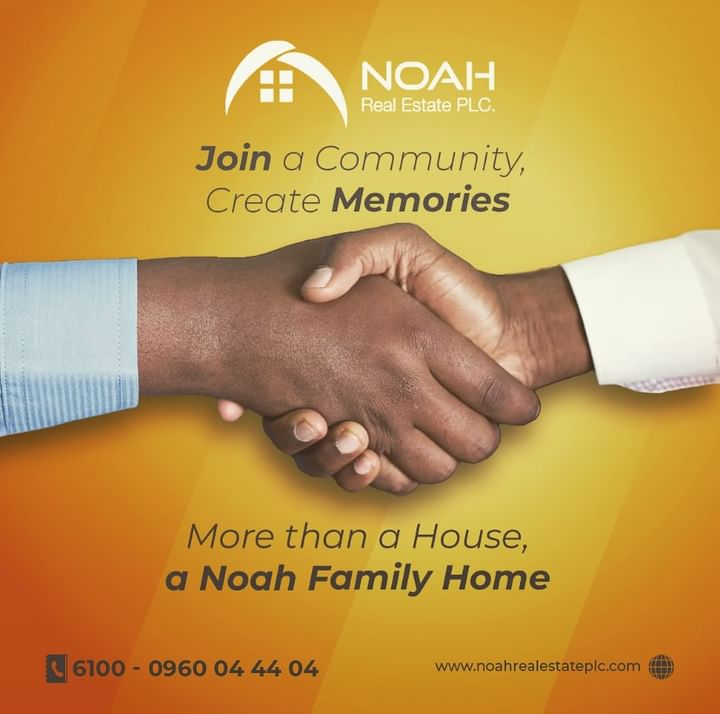 NOAH
Real Estate PLC.
Join a Community,
Create Memories
More than a House,
a Noah Family Home
6100 - 0960 04 44 04
www.noahrealestateplc.com